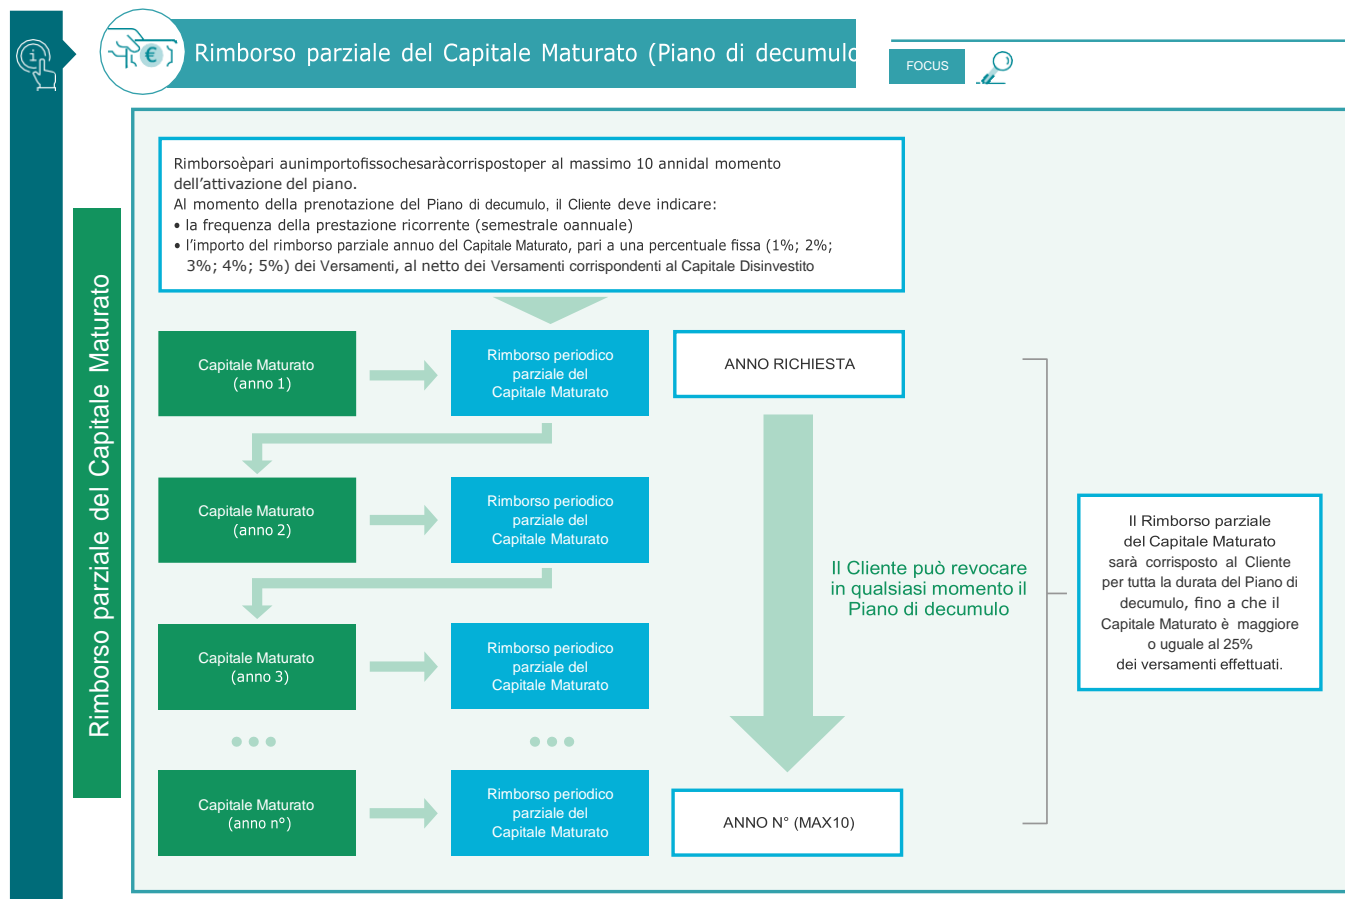 Rimborso parziale del Capitale Maturato (Piano di decumulo
FOCUS
Rimborso parziale del Capitale Maturato
Rimborsoèpari aunimportofissochesaràcorrispostoper al massimo 10 annidal momento
dell’attivazione del piano.
Al momento della prenotazione del Piano di decumulo, il Cliente deve indicare:
• la frequenza della prestazione ricorrente (semestrale oannuale)
• l’importo del rimborso parziale annuo del Capitale Maturato, pari a una percentuale fissa (1%; 2%;
3%; 4%; 5%) dei Versamenti, al netto dei Versamenti corrispondenti al Capitale Disinvestito
Capitale Maturato
(anno 1)
Rimborso periodico
parziale del
Capitale Maturato
ANNO RICHIESTA
Capitale Maturato
(anno 2)
Rimborso periodico
parziale del
Capitale Maturato
Il Cliente può revocare
in qualsiasi momento il
Piano di decumulo
Il Rimborso parziale
del Capitale Maturato
sarà corrisposto al Cliente
per tutta la durata del Piano di
decumulo, fino a che il
Capitale Maturato è maggiore
o uguale al 25%
dei versamenti effettuati.
Capitale Maturato
(anno 3)
Rimborso periodico
parziale del
Capitale Maturato
Capitale Maturato
(anno n°)
Rimborso periodico
parziale del
Capitale Maturato
ANNO N° (MAX10)